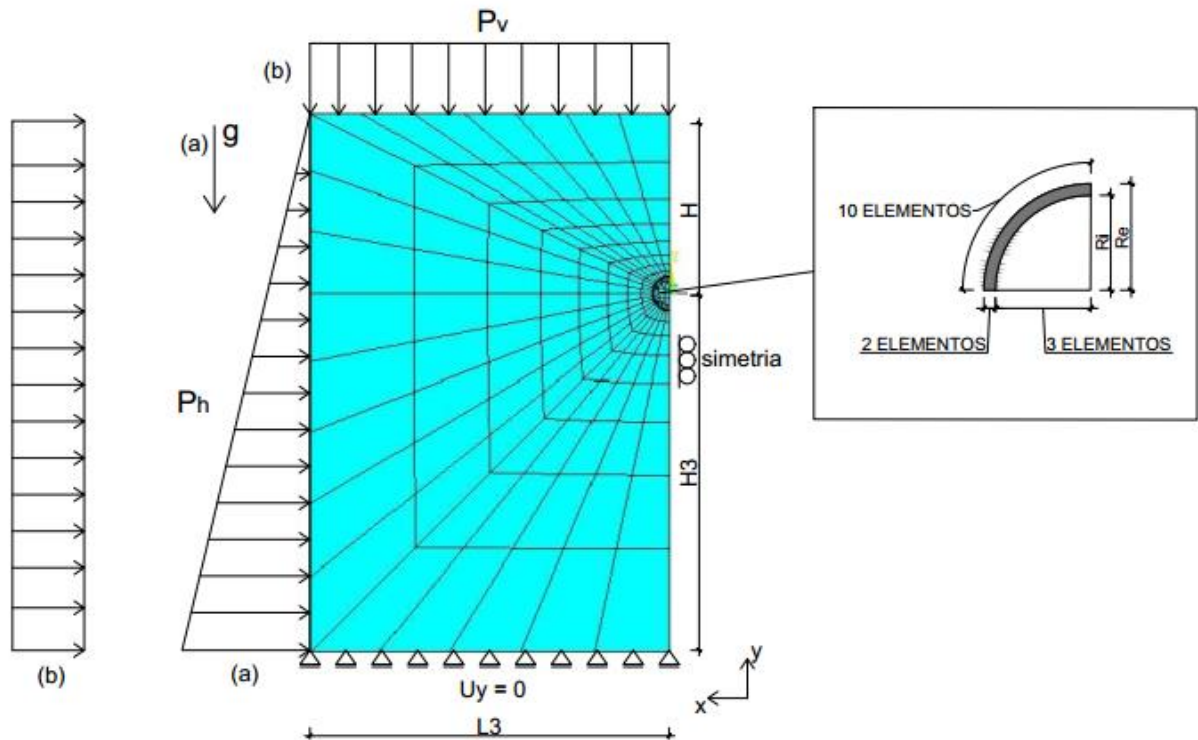 Pv
(b)
(a) g
H
Ph
simetria
H3
(b)
(a)
Uy = 0
y
x
L3
10 ELEMENTOS
Ri
Re
2 ELEMENTOS
3 ELEMENTOS